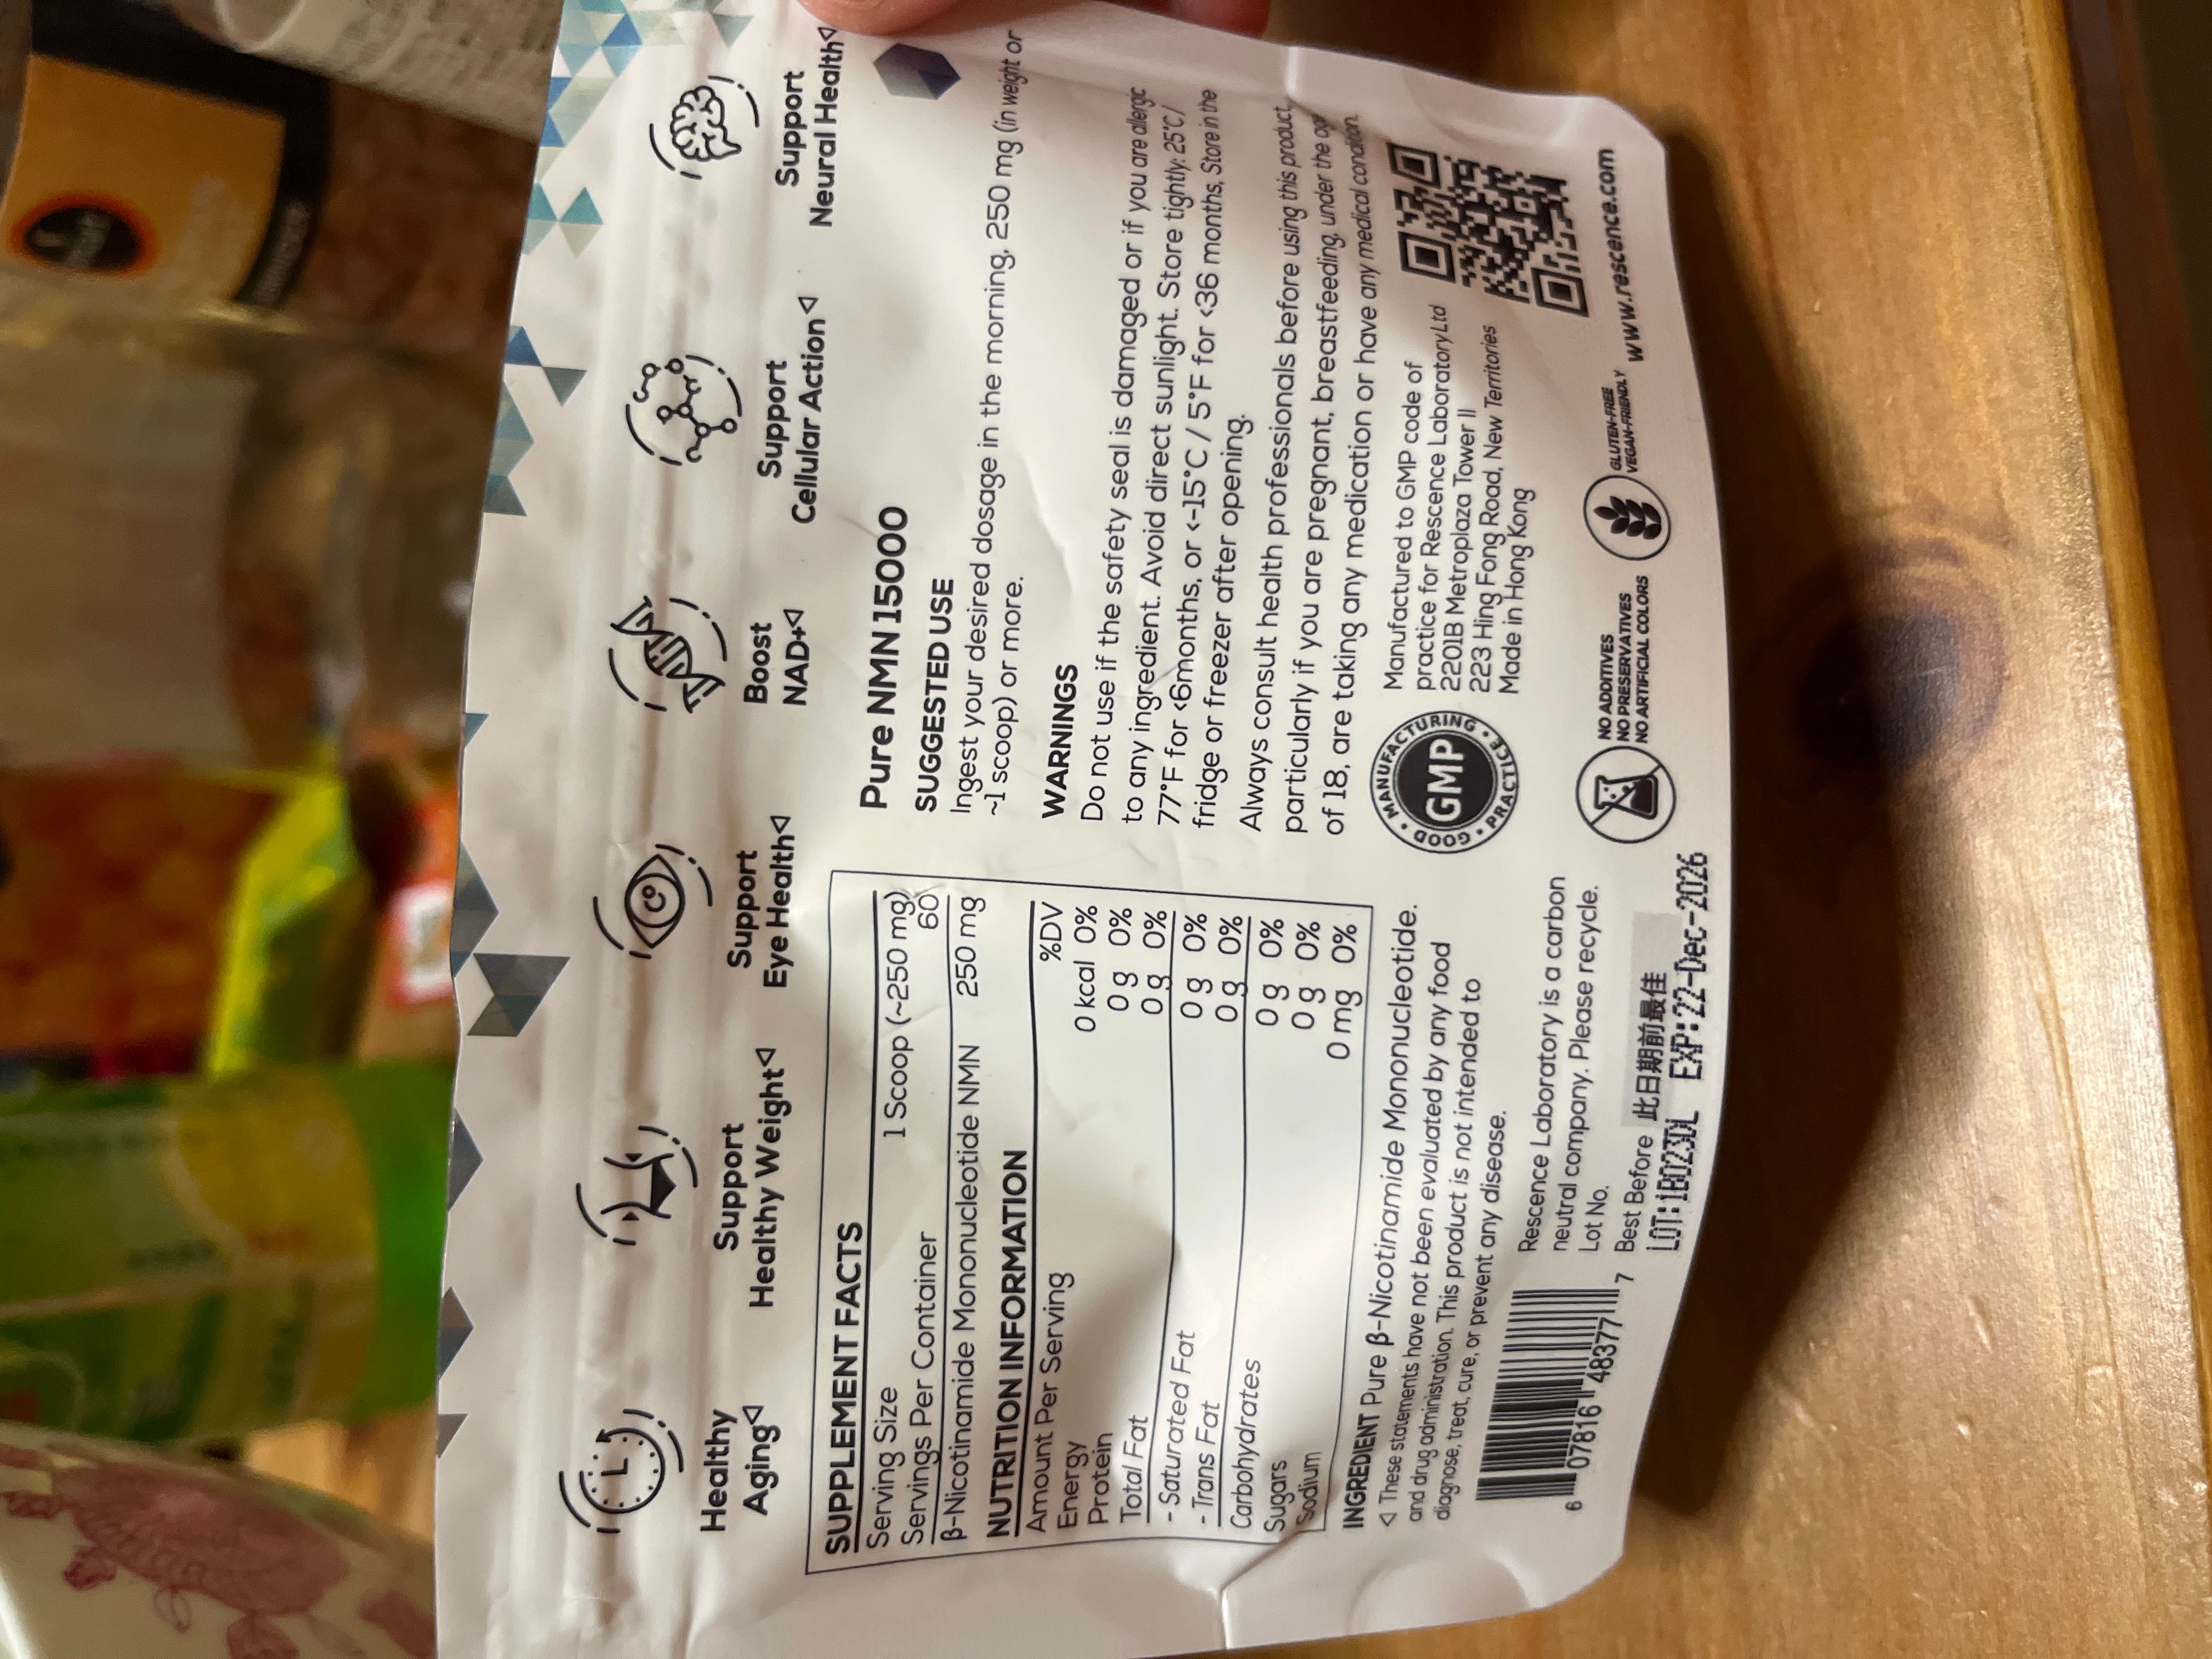 Healthy
Aging◁
Support
Healthy Weight◁
Support
Eye Health◁
Boost
NAD+◁
Support
Cellular Action◁
Support
Neural Health◁
SUPPLEMENT FACTS
Serving Size 1 Scoop (~250 mg)
Servings Per Container 60
β-Nicotinamide Mononucleotide NMN 250 mg
NUTRITION INFORMATION
Amount Per Serving %DV
Energy 0 kcal 0%
Protein 0 g 0%
Total Fat 0 g 0%
- Saturated Fat 0 g 0%
- Trans Fat 0 g 0%
Carbohydrates 0 g 0%
Sugars 0 g 0%
Sodium 0 mg 0%
INGREDIENT Pure β-Nicotinamide Mononucleotide.
◁ These statements have not been evaluated by any food
and drug administration. This product is not intended to
diagnose, treat, cure, or prevent any disease.
6 07816 48377 7
Rescence Laboratory is a carbon
neutral company. Please recycle.
Lot No.
Best Before 此日期前最佳
LOT:1B023DL EXP:22-Dec-2026
Pure NMN 15000
SUGGESTED USE
Ingest your desired dosage in the morning, 250 mg (in weight or
~1 scoop) or more.
WARNINGS
Do not use if the safety seal is damaged or if you are allergic
to any ingredient. Avoid direct sunlight. Store tightly: 25°C/
77°F for <6months, or <-15°C / 5°F for <36 months, Store in the
fridge or freezer after opening.
Always consult health professionals before using this product,
particularly if you are pregnant, breastfeeding, under the age
of 18, are taking any medication or have any medical condition.
GOOD • MANUFACTURING • PRACTICE •
GMP
Manufactured to GMP code of
practice for Rescence Laboratory Ltd
2201B Metroplaza Tower II
223 Hing Fong Road, New Territories
Made in Hong Kong
NO ADDITIVES
NO PRESERVATIVES
NO ARTIFICIAL COLORS
GLUTEN-FREE
VEGAN-FRIENDLY
www.rescence.com